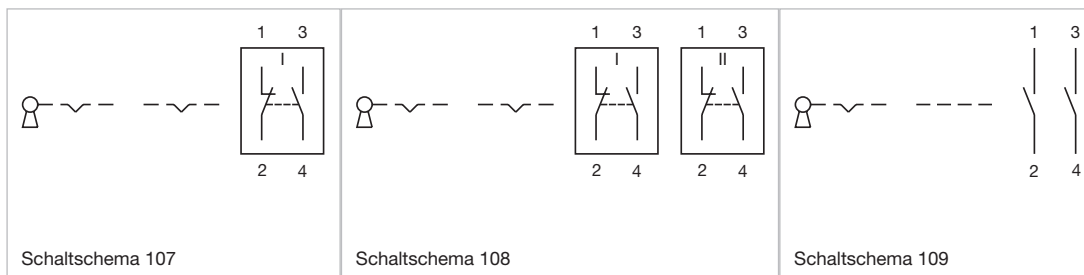 1 3
I
2 4
Schaltschema 107
1 3 1 3
I II
2 4 2 4
Schaltschema 108
1 3
2 4
Schaltschema 109